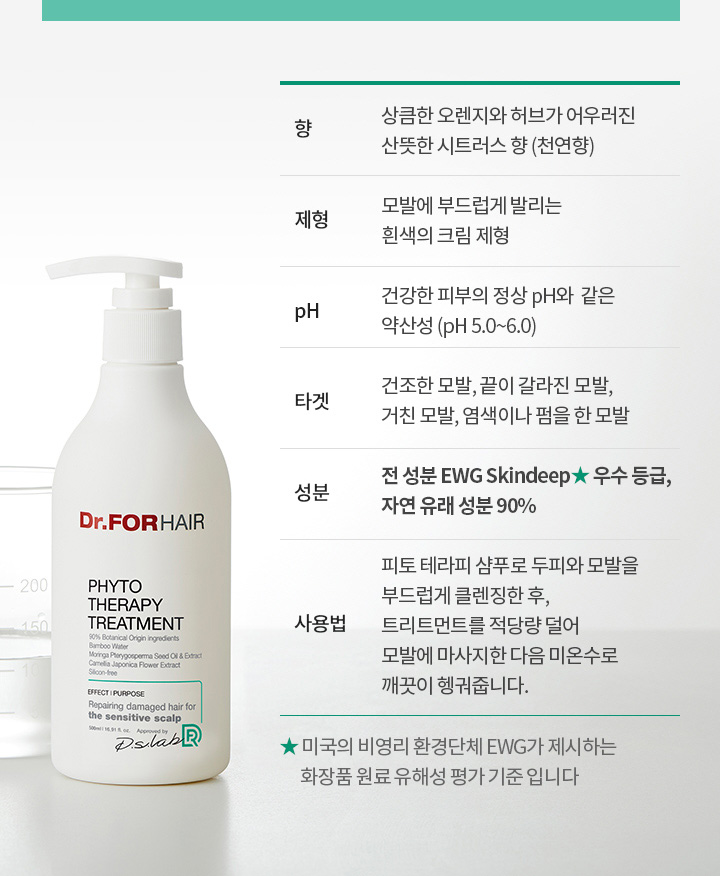 향
상큼한 오렌지와 허브가 어우러진
산뜻한 시트러스 향 (천연향)
제형
모발에 부드럽게 발리는
흰색의 크림 제형
pH
건강한 피부의 정상 pH와 같은
약산성 (pH 5.0~6.0)
타겟
건조한 모발, 끝이 갈라진 모발,
거친 모발, 염색이나 펌을 한 모발
성분
전 성분 EWG Skindeep★ 우수 등급,
자연 유래 성분 90%
사용법
피토 테라피 샴푸로 두피와 모발을
부드럽게 클렌징한 후,
트리트먼트를 적당량 덜어
모발에 마사지한 다음 미온수로
깨끗이 헹궈줍니다.
★ 미국의 비영리 환경단체 EWG가 제시하는
화장품 원료 유해성 평가 기준 입니다
Dr.FORHAIR
PHYTO
THERAPY
TREATMENT
90% Botanical Origin ingredients
Bamboo Water
Moringa Pterygosperma Seed Oil & Extract
Camellia Japonica Flower Extract
Silicon-free
EFFECT | PURPOSE
Repairing damaged hair for
the sensitive scalp
500ml / 16.91 fl. oz. Approved by
D.S.lab
200
150